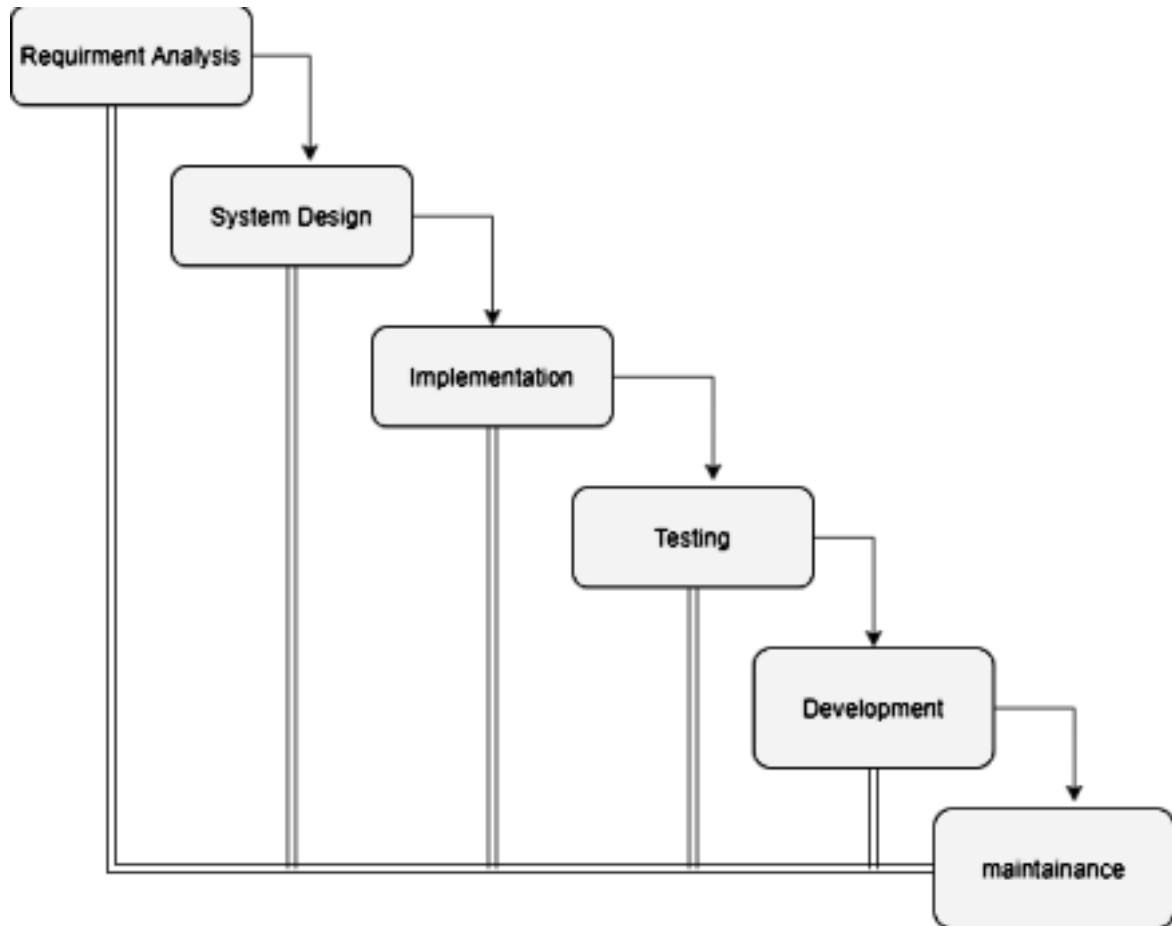 Requirment Analysis
System Design
Implementation
Testing
Development
maintainance